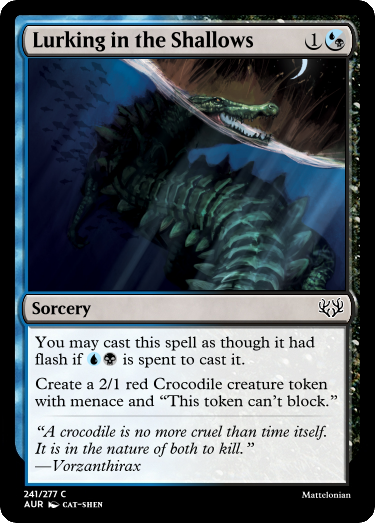 Lurking in the Shallows 1
Sorcery
You may cast this spell as though it had
flash if is spent to cast it.
Create a 2/1 red Crocodile creature token
with menace and “This token can’t block.”
“A crocodile is no more cruel than time itself.
It is in the nature of both to kill.”
—Vorzanthirax
241/277 C
AUR CAT-SHEN
Mattelonian